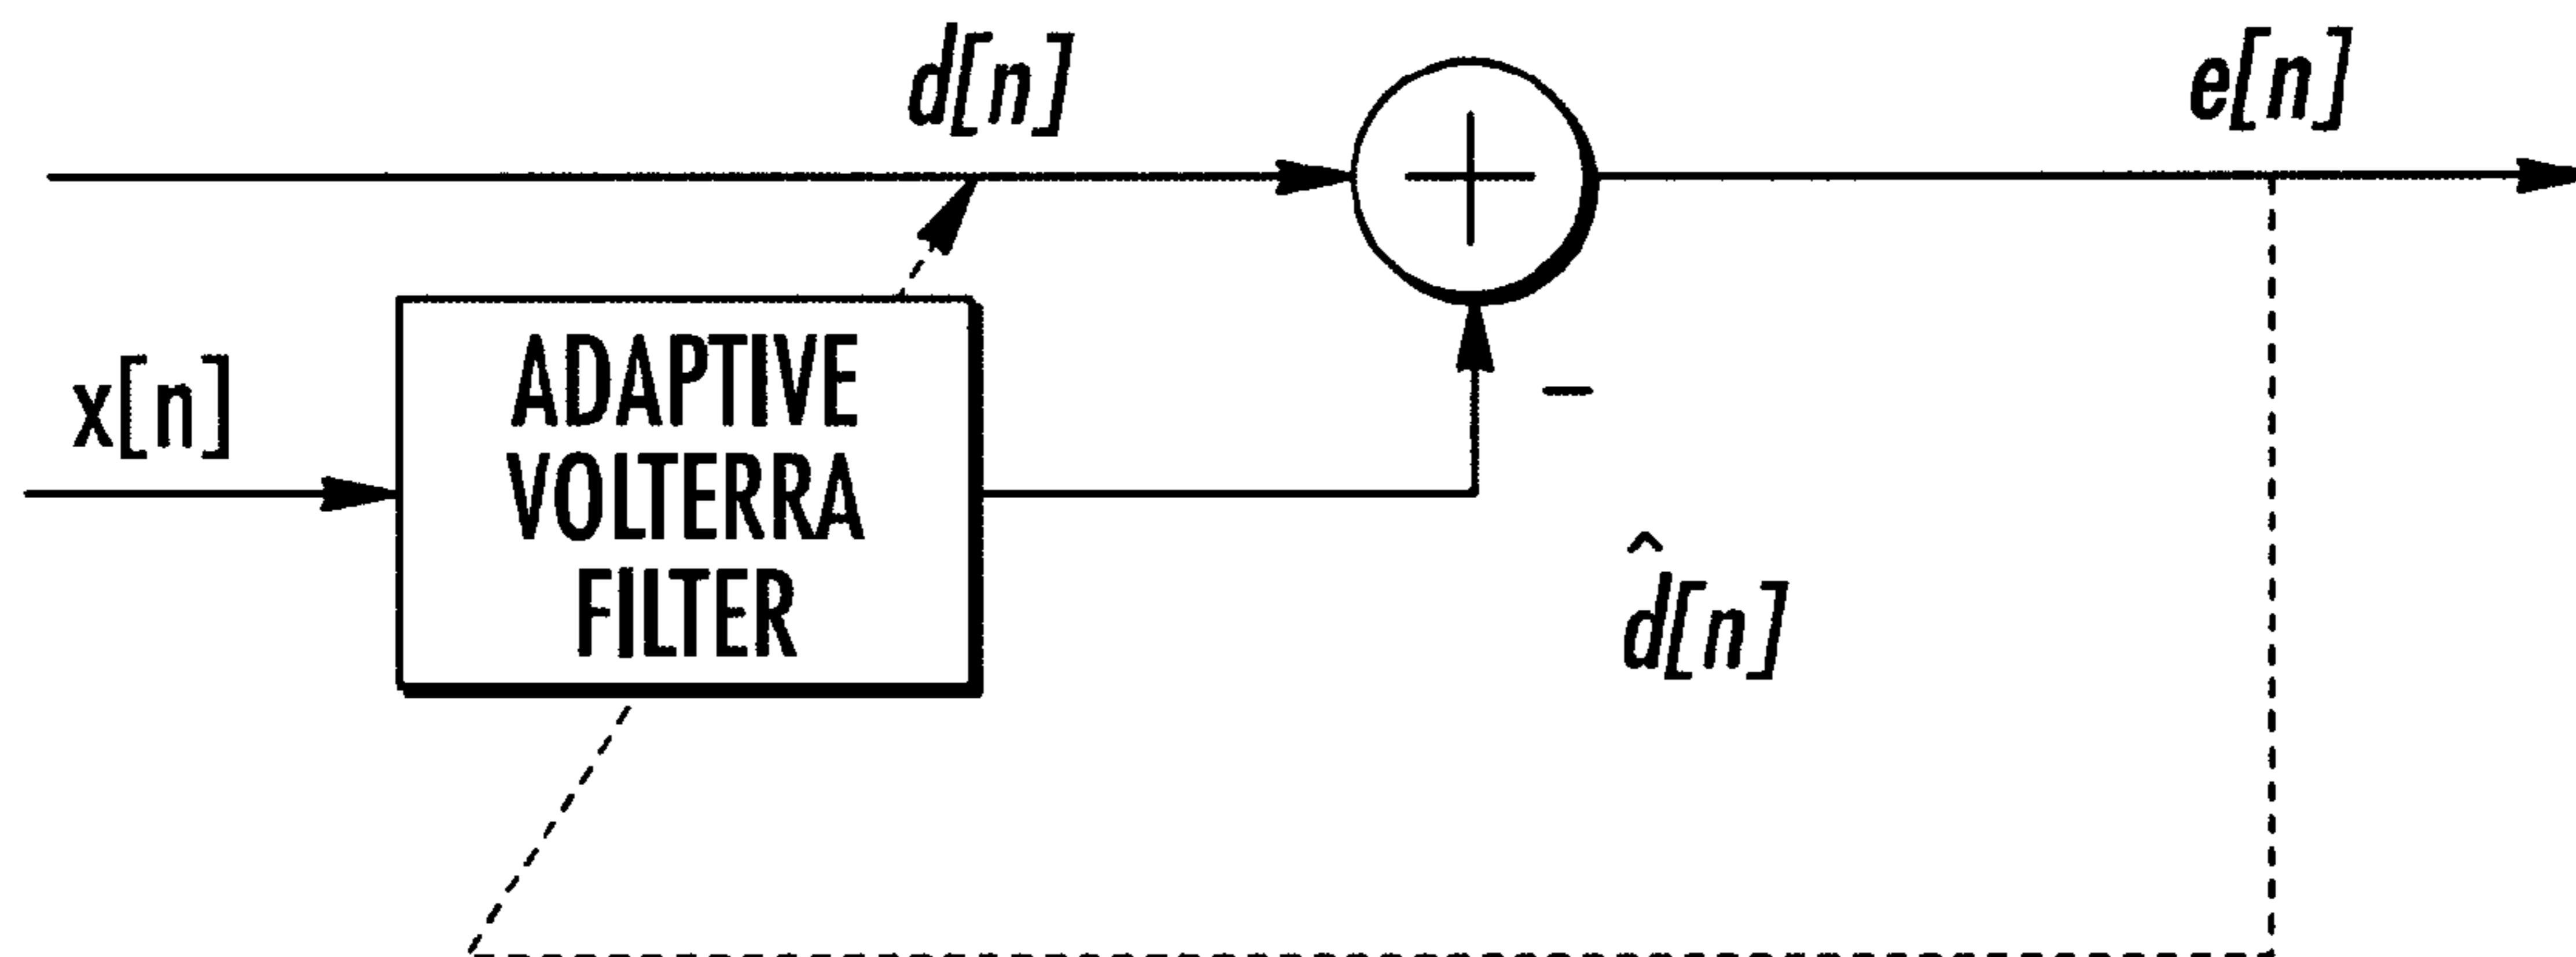 d[n]
e[n]
x[n]
ADAPTIVE
VOLTERRA
FILTER
+
−
d̂[n]